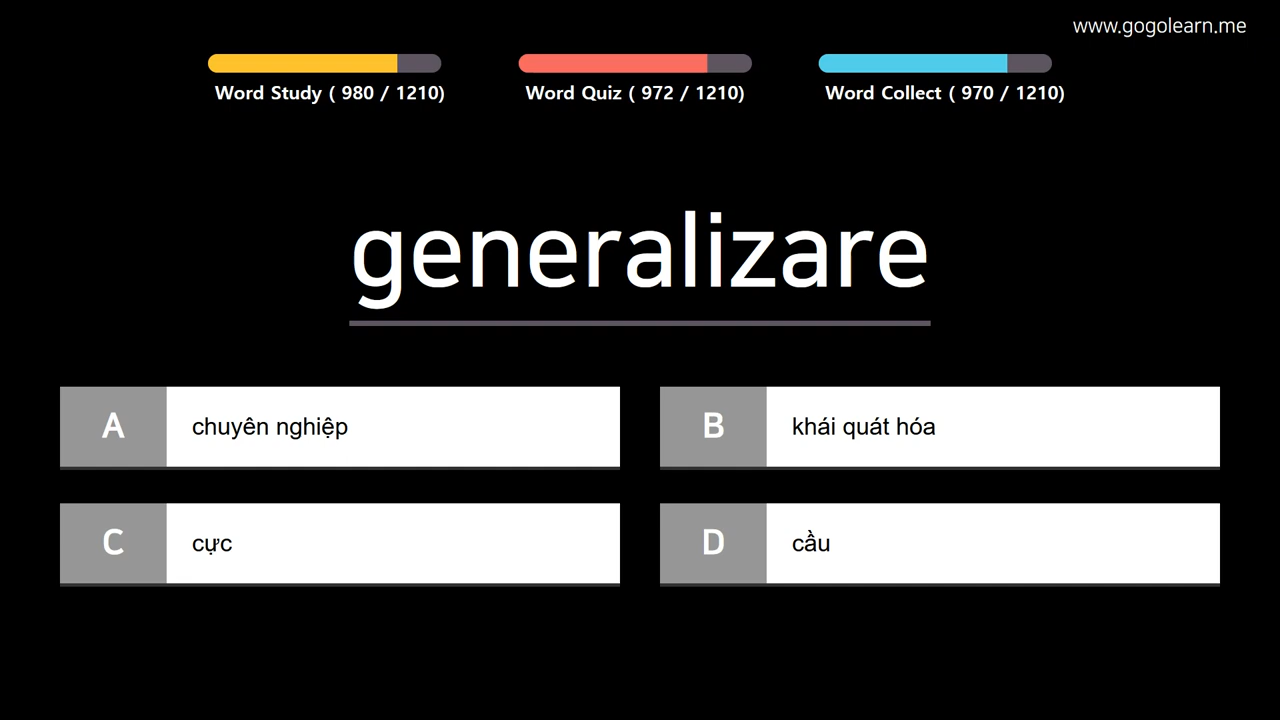 www.gogolearn.me
Word Study ( 980 / 1210)
Word Quiz ( 972 / 1210)
Word Collect ( 970 / 1210)
generalizare
A
chuyên nghiệp
B
khái quát hóa
C
cực
D
cầu